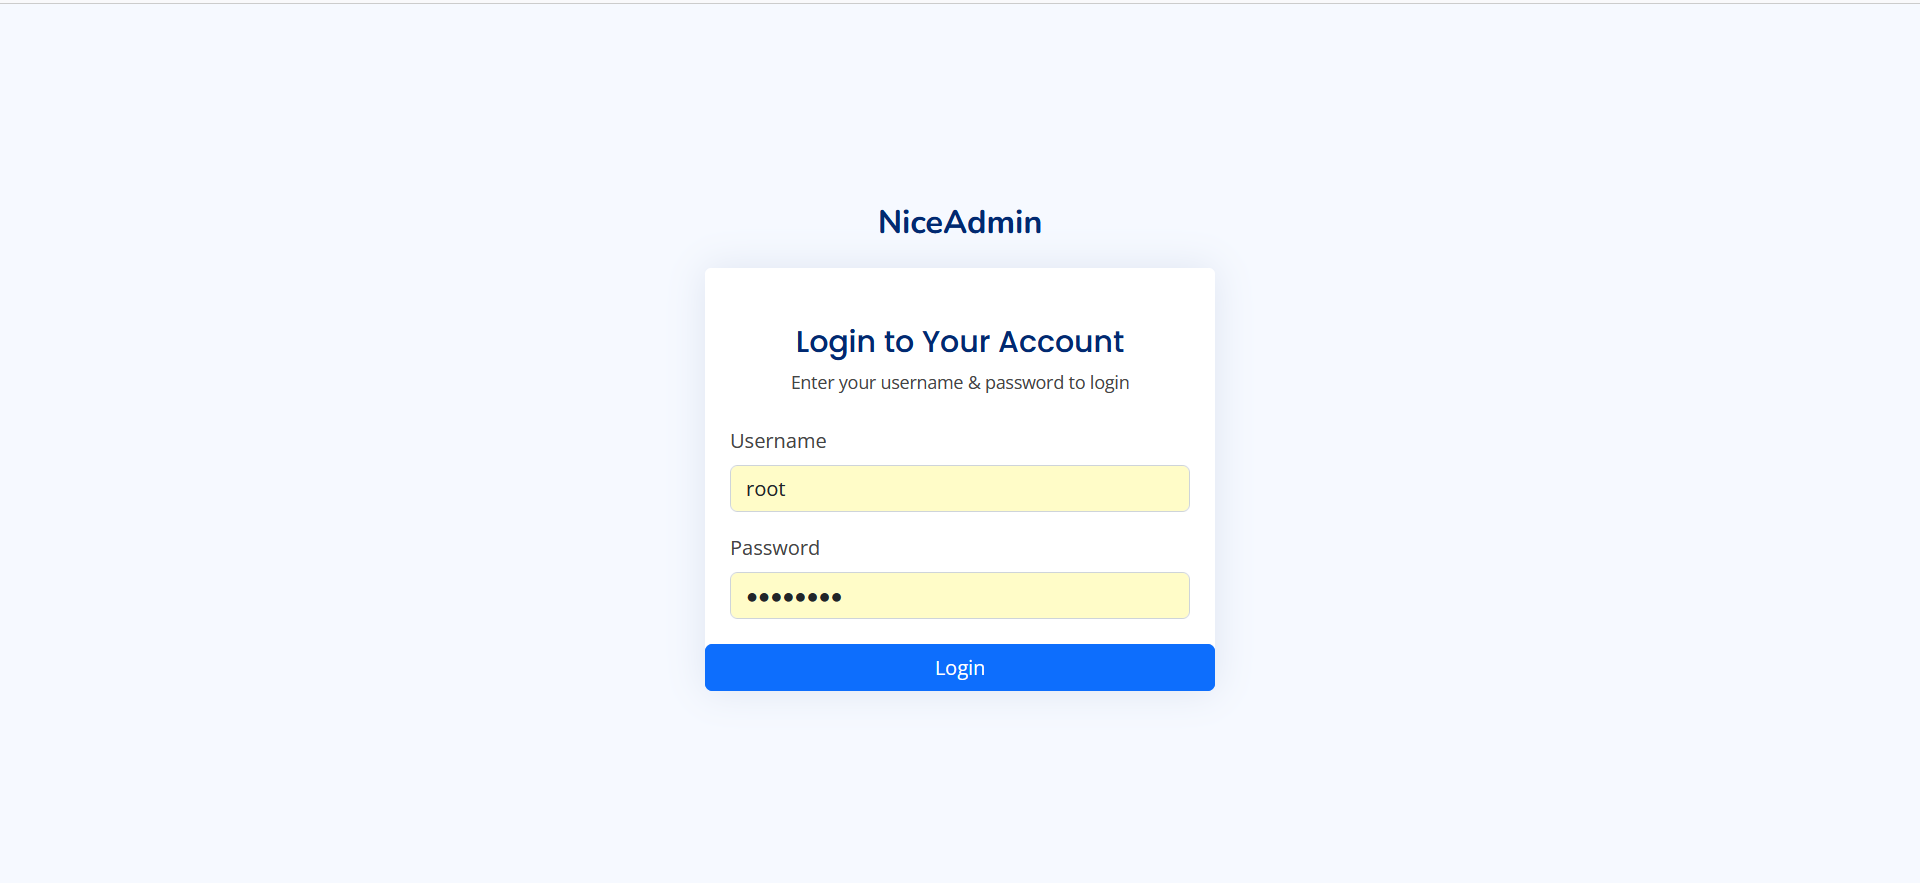 NiceAdmin
Login to Your Account
Enter your username & password to login
Username
root
Password
••••••••
Login